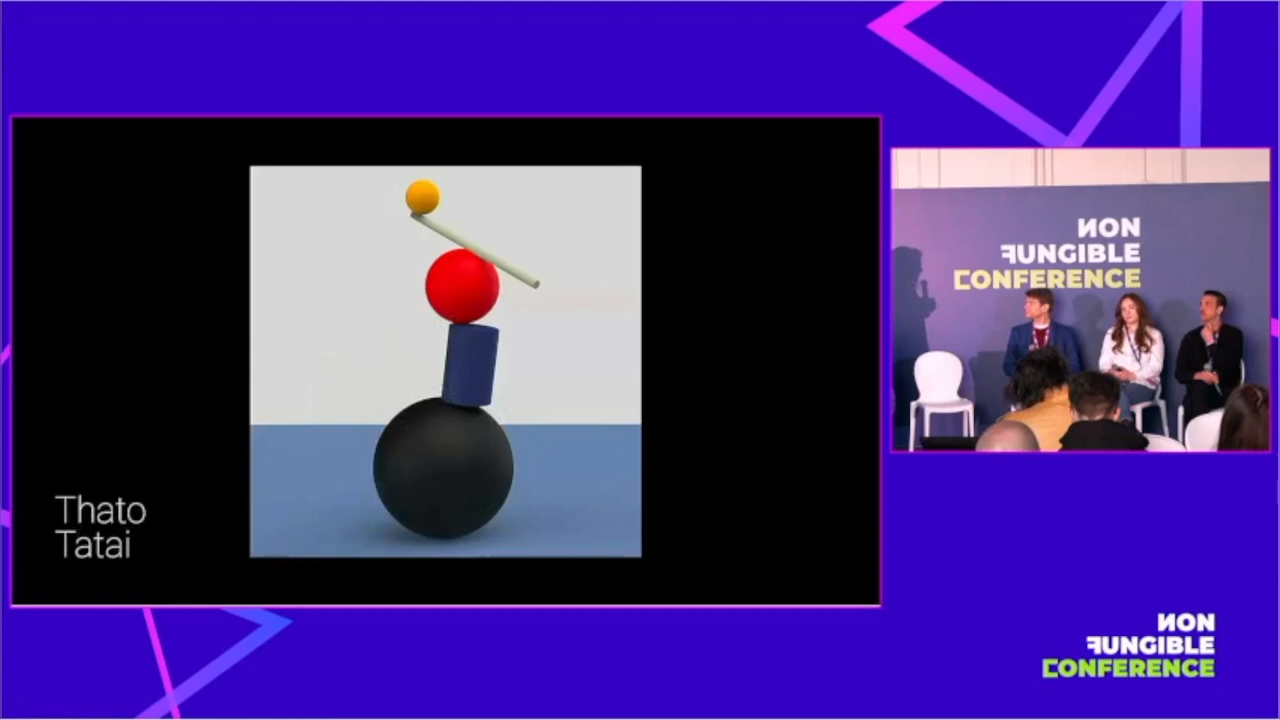 Thato
Tatai
NON
FUNGIBLE
CONFERENCE
NON
FUNGIBLE
CONFERENCE